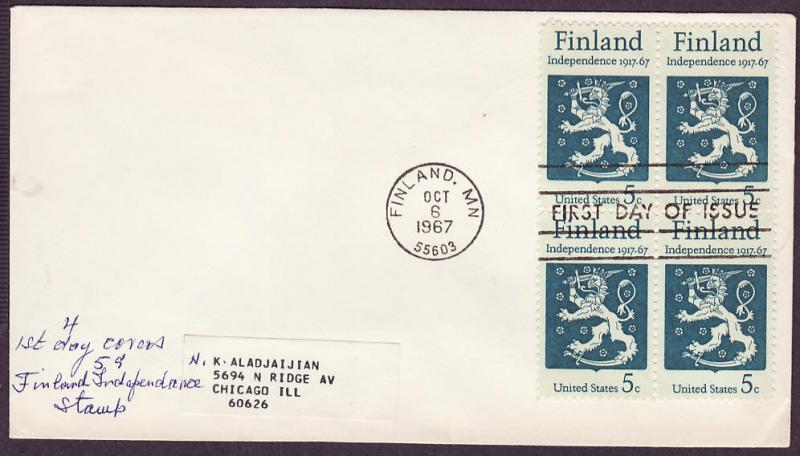 Finland
Independence 1917-67
United States 5c
Finland
Independence 1917-67
United States 5c
FIRST DAY OF ISSUE
Finland
Independence 1917-67
United States 5c
Finland
Independence 1917-67
United States 5c
FINLAND, MN
OCT
6
1967
55603
4
1st day covers
5¢
Finland Independance
Stamp
N. K. ALADJAIJIAN
5694 N RIDGE AV
CHICAGO ILL
60626